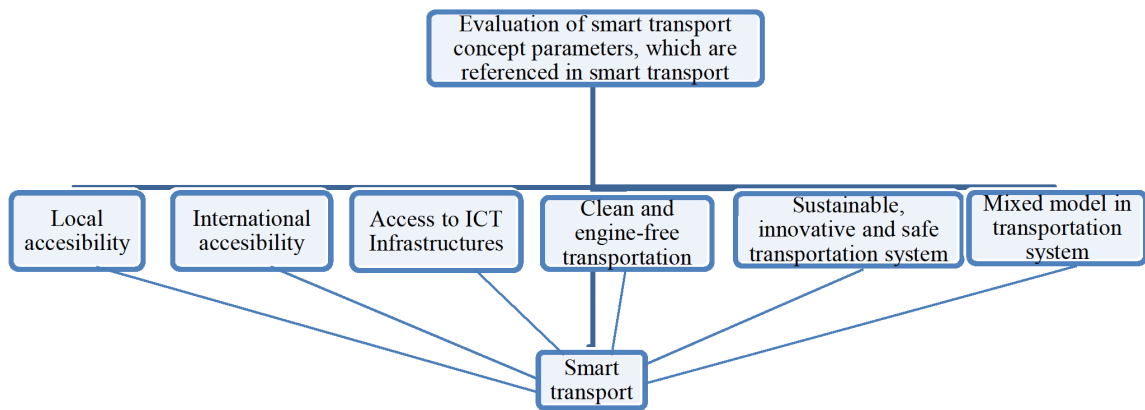 Evaluation of smart transport
concept parameters, which are
referenced in smart transport
Local
accesibility
International
accesibility
Access to ICT
Infrastructures
Clean and
engine-free
transportation
Sustainable,
innovative and safe
transportation system
Mixed model in
transportation
system
Smart
transport